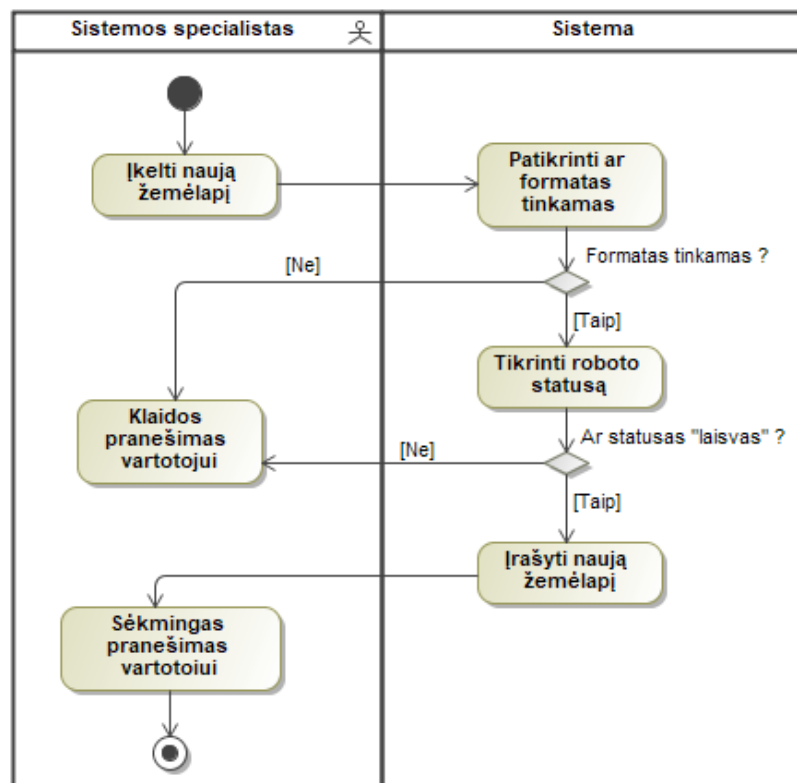 Sistemos specialistas
Sistema
Įkelti naują
žemėlapį
Patikrinti ar
formatas
tinkamas
Formatas tinkamas ?
[Ne]
[Taip]
Tikrinti roboto
statusą
Klaidos
pranešimas
vartotojui
Ar statusas "laisvas" ?
[Ne]
[Taip]
Įrašyti naują
žemėlapį
Sėkmingas
pranešimas
vartotoiui